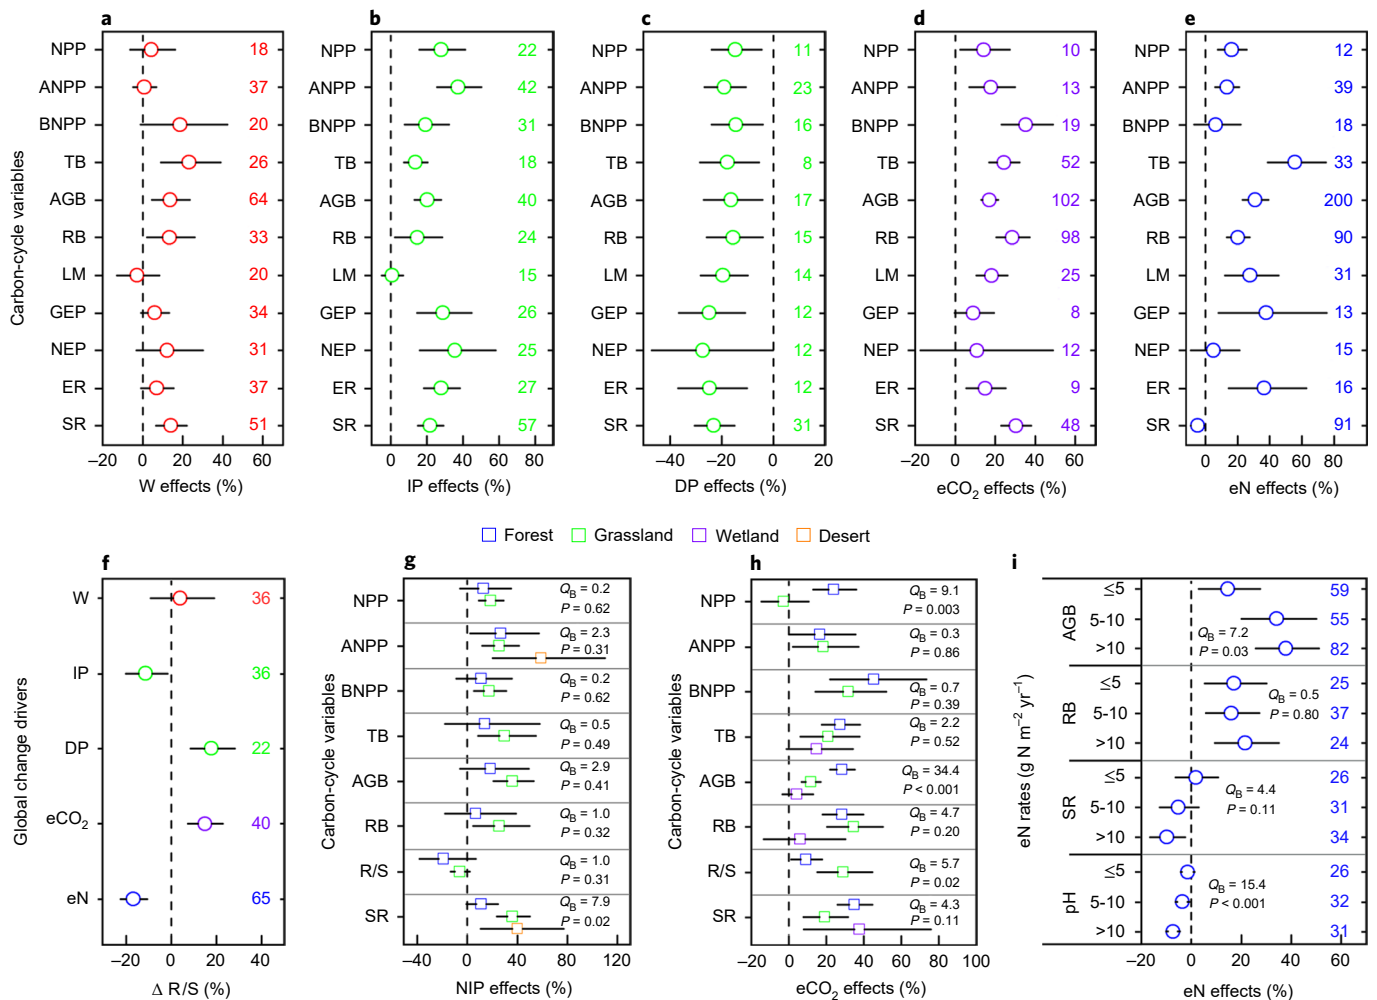 a
Carbon-cycle variables
NPP 18
ANPP 37
BNPP 20
TB 26
AGB 64
RB 33
LM 20
GEP 34
NEP 31
ER 37
SR 51
–20 0 20 40 60
W effects (%)
b
NPP 22
ANPP 42
BNPP 31
TB 18
AGB 40
RB 24
LM 15
GEP 26
NEP 25
ER 27
SR 57
0 20 40 60 80
IP effects (%)
c
NPP 11
ANPP 23
BNPP 16
TB 8
AGB 17
RB 15
LM 14
GEP 12
NEP 12
ER 12
SR 31
–40 –20 0 20
DP effects (%)
d
NPP 10
ANPP 13
BNPP 19
TB 52
AGB 102
RB 98
LM 25
GEP 8
NEP 12
ER 9
SR 48
–20 0 20 40 60
eCO2 effects (%)
e
NPP 12
ANPP 39
BNPP 18
TB 33
AGB 200
RB 90
LM 31
GEP 13
NEP 15
ER 16
SR 91
0 20 40 60 80
eN effects (%)
Forest Grassland Wetland Desert
f
Global change drivers
W 36
IP 36
DP 22
eCO2 40
eN 65
–20 0 20 40
Δ R/S (%)
g
Carbon-cycle variables
NPP QB = 0.2
P = 0.62
ANPP QB = 2.3
P = 0.31
BNPP QB = 0.2
P = 0.62
TB QB = 0.5
P = 0.49
AGB QB = 2.9
P = 0.41
RB QB = 1.0
P = 0.32
R/S QB = 1.0
P = 0.31
SR QB = 7.9
P = 0.02
–40 0 40 80 120
NIP effects (%)
h
Carbon-cycle variables
NPP QB = 9.1
P = 0.003
ANPP QB = 0.3
P = 0.86
BNPP QB = 0.7
P = 0.39
TB QB = 2.2
P = 0.52
AGB QB = 34.4
P < 0.001
RB QB = 4.7
P = 0.20
R/S QB = 5.7
P = 0.02
SR QB = 4.3
P = 0.11
–20 0 20 40 60 80 100
eCO2 effects (%)
i
eN rates (g N m−2 yr−1)
AGB
≤5 59
5-10 55
>10 82
QB = 7.2
P = 0.03
RB
≤5 25
5-10 37
>10 24
QB = 0.5
P = 0.80
SR
≤5 26
5-10 31
>10 34
QB = 4.4
P = 0.11
pH
≤5 26
5-10 32
>10 31
QB = 15.4
P < 0.001
–20 0 20 40 60
eN effects (%)